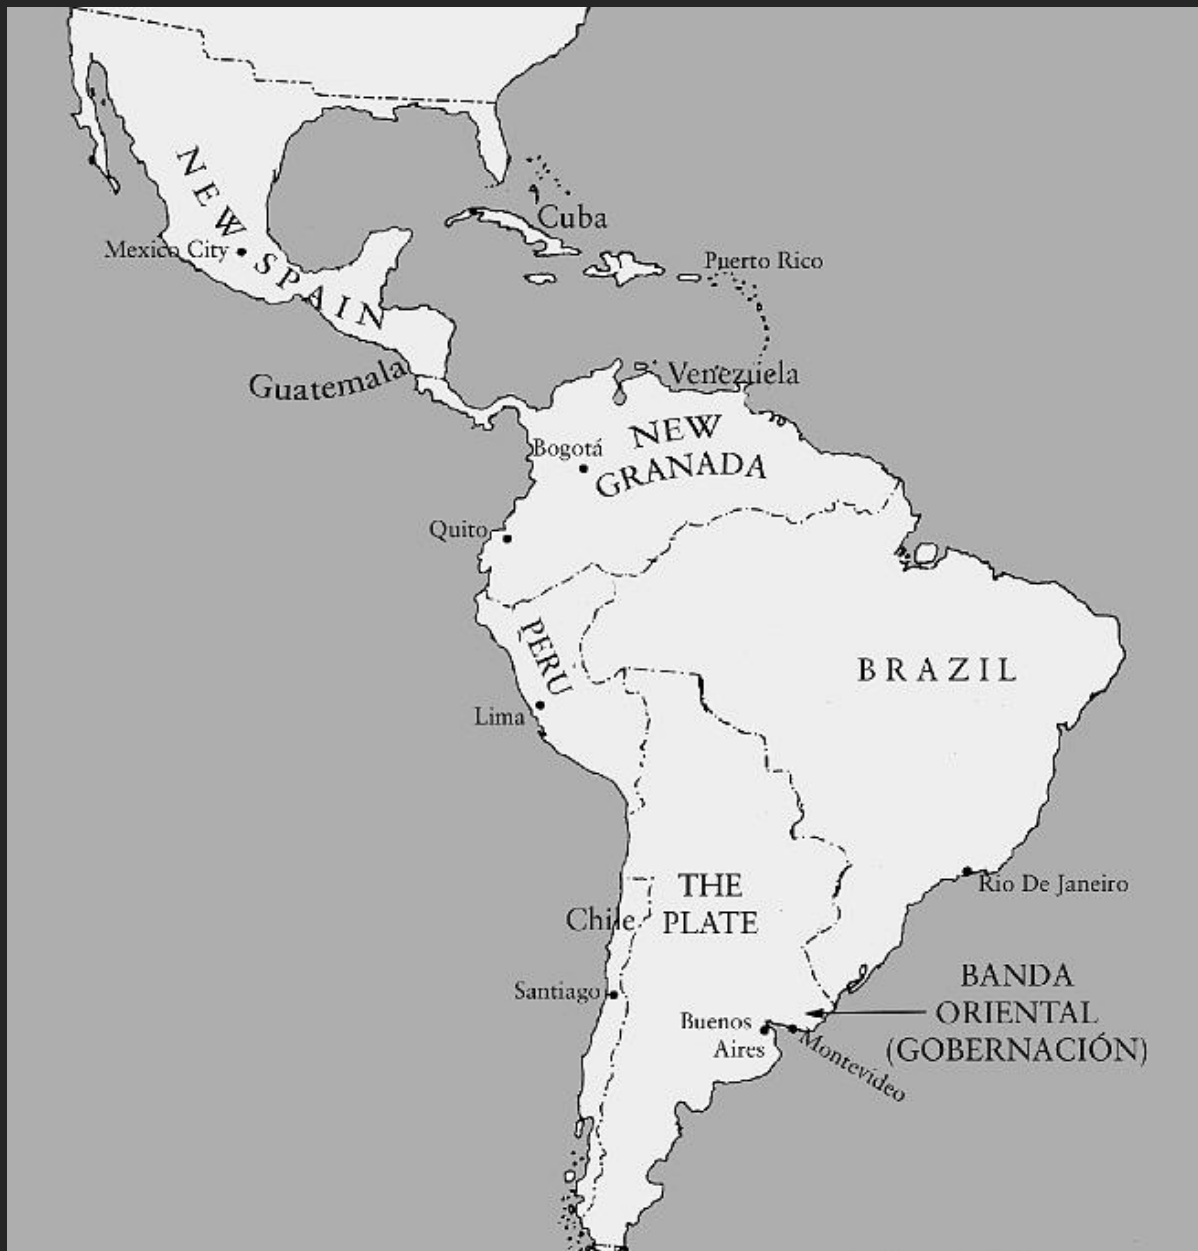 NEW SPAIN
Mexico City
Cuba
Puerto Rico
Guatemala
Venezuela
NEW
GRANADA
Bogotá
Quito
PERU
BRAZIL
Lima
THE
PLATE
Rio De Janeiro
Chile
Santiago
BANDA
ORIENTAL
(GOBERNACIÓN)
Buenos
Aires
Montevideo